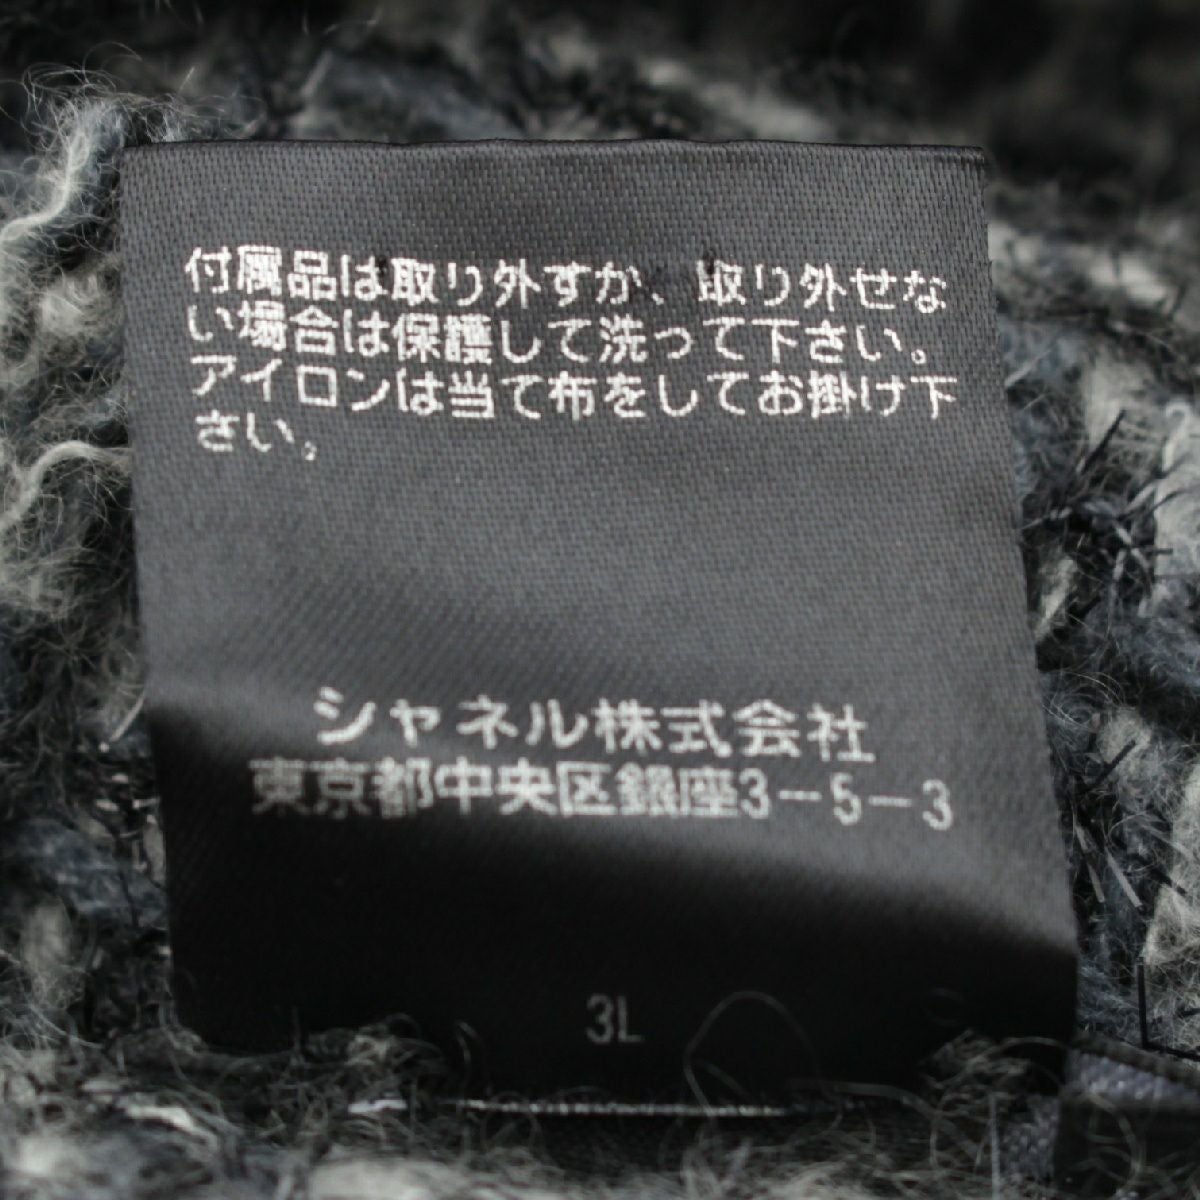 付属品は取り外すか、取り外せな
い場合は保護して洗って下さい。
アイロンは当て布をしてお掛け下
さい。
シャネル株式会社
東京都中央区銀座3-5-3
3L